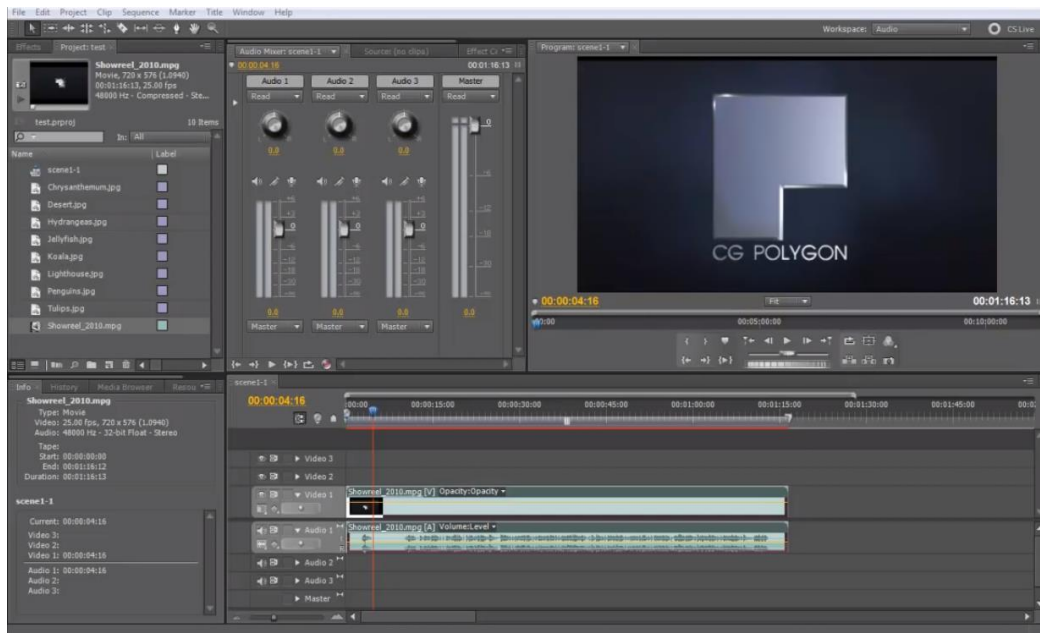 File Edit Project Clip Sequence Marker Title Window Help
Workspace: Audio
CS Live
Effects Project: test
Showreel_2010.mpg
Movie, 720 x 576 (1.0940)
00:01:16:13, 25.00 fps
48000 Hz - Compressed - Ste...
test.prproj 10 Items
In: All
Name Label
scene1-1
Chrysanthemum.jpg
Desert.jpg
Hydrangeas.jpg
Jellyfish.jpg
Koala.jpg
Lighthouse.jpg
Penguins.jpg
Tulips.jpg
Showreel_2010.mpg
Audio Mixer: scene1-1 Source: (no clips) Effect Co
00:00:04:16 00:01:16:13
Audio 1 Audio 2 Audio 3 Master
Read Read Read Read
0.0 0.0 0.0
0.0 0.0 0.0 0.0
Master Master Master
Program: scene1-1
CG POLYGON
00:00:04:16 Fit 00:01:16:13
00:00 00:05:00:00 00:10:00:00
Info History Media Browser Resou
Showreel_2010.mpg
Type: Movie
Video: 25.00 fps, 720 x 576 (1.0940)
Audio: 48000 Hz - 32-bit Float - Stereo
Tape:
Start: 00:00:00:00
End: 00:01:16:12
Duration: 00:01:16:13
scene1-1
Current: 00:00:04:16
Video 3:
Video 2:
Video 1: 00:00:04:16
Audio 1: 00:00:04:16
Audio 2:
Audio 3:
scene1-1
00:00:04:16
00:00 00:00:15:00 00:00:30:00 00:00:45:00 00:01:00:00 00:01:15:00 00:01:30:00 00:01:45:00 00:0
Video 3
Video 2
Video 1 Showreel_2010.mpg [V] Opacity:Opacity
Audio 1 Showreel_2010.mpg [A] Volume:Level
Audio 2
Audio 3
Master